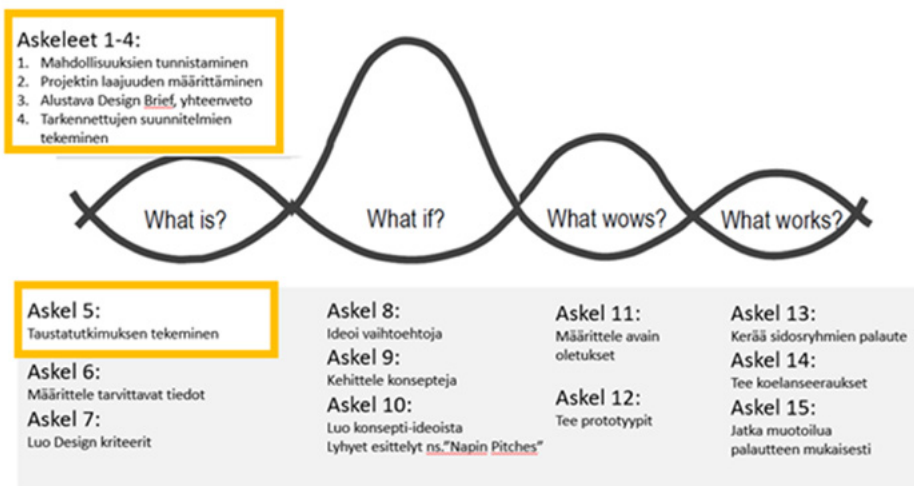 Askeleet 1-4:
1. Mahdollisuuksien tunnistaminen
2. Projektin laajuuden määrittäminen
3. Alustava Design Brief, yhteenveto
4. Tarkennettujen suunnitelmien
tekeminen
What is?
What if?
What wows?
What works?
Askel 5:
Taustatutkimuksen tekeminen
Askel 6:
Määrittele tarvittavat tiedot
Askel 7:
Luo Design kriteerit
Askel 8:
Ideoi vaihtoehtoja
Askel 9:
Kehittele konsepteja
Askel 10:
Luo konsepti-ideoista
Lyhyet esittelyt ns."Napin Pitches"
Askel 11:
Määrittele avain
oletukset
Askel 12:
Tee prototyypit
Askel 13:
Kerää sidosryhmien palaute
Askel 14:
Tee koelanseeraukset
Askel 15:
Jatka muotoilua
palautteen mukaisesti